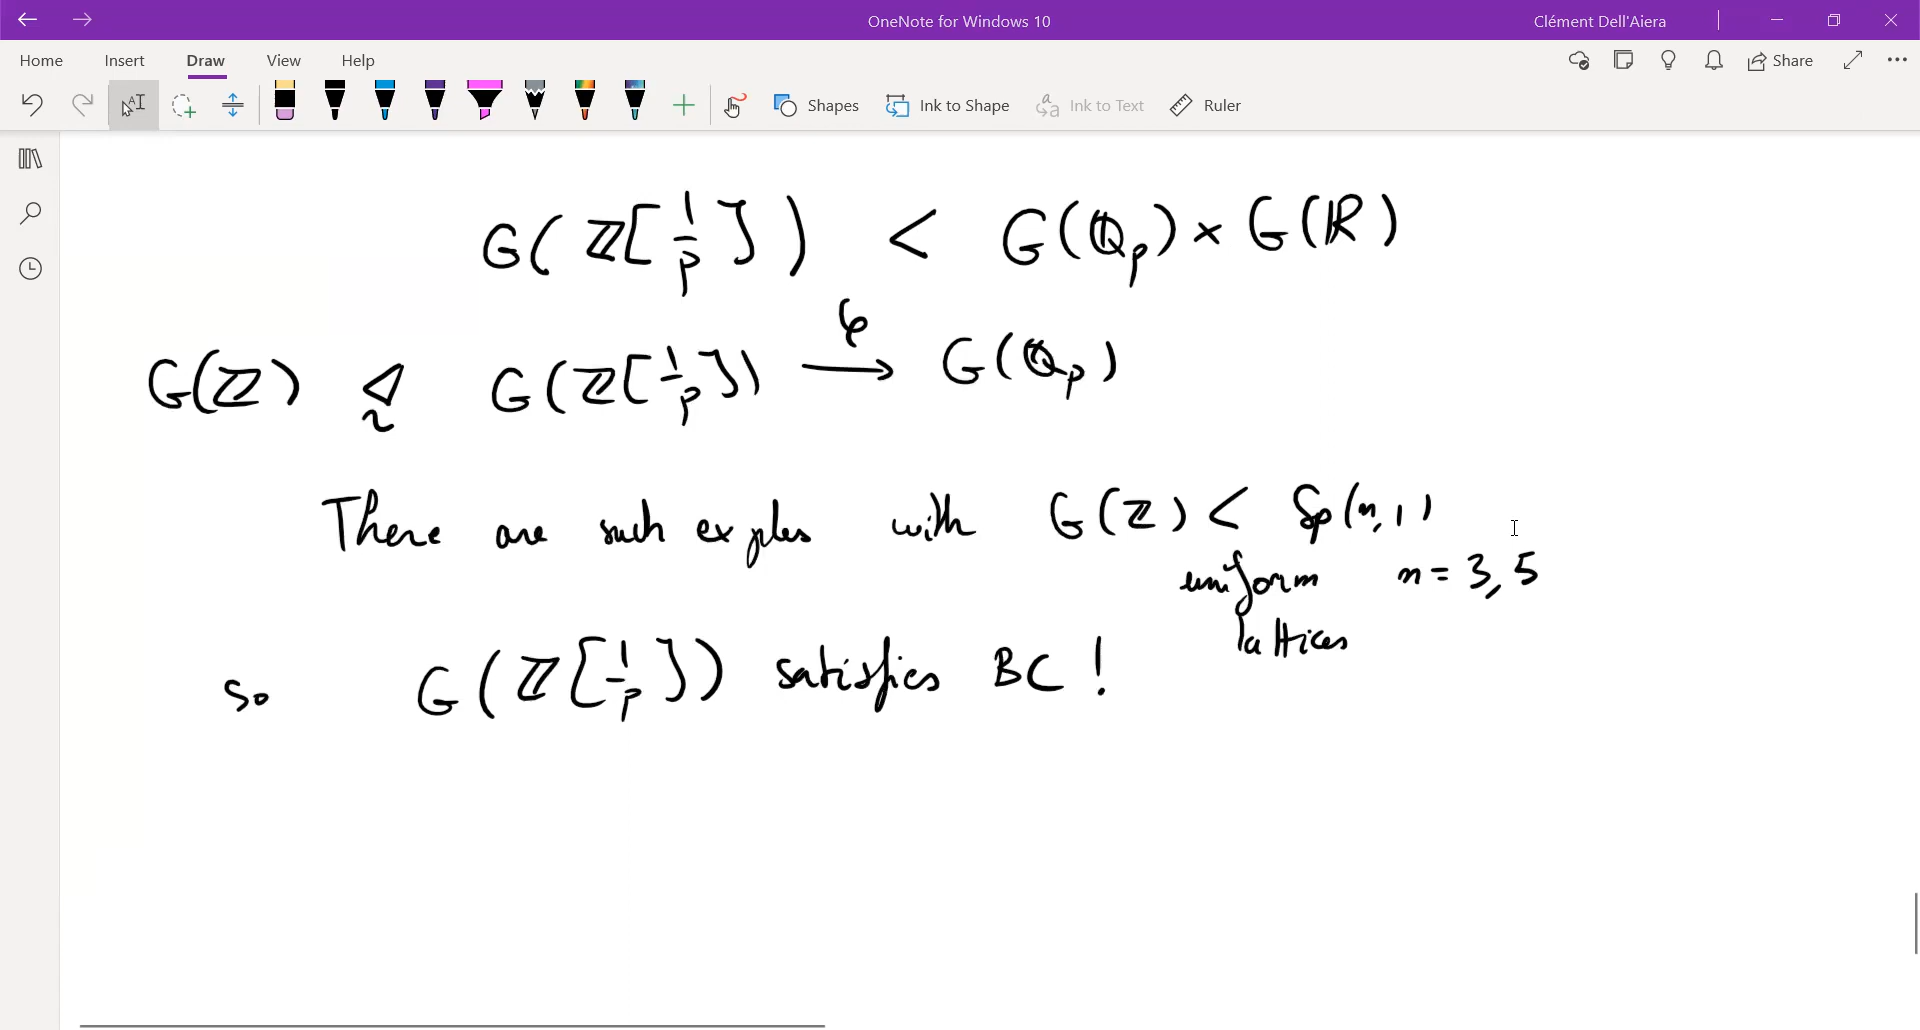 OneNote for Windows 10
Clément Dell'Aiera
Home Insert Draw View Help Share
Shapes Ink to Shape Ink to Text Ruler
G(ℤ[1/p]) < G(ℚ_p) × G(ℝ)
G(ℤ) ◁_~ G(ℤ[1/p]) →^φ G(ℚ_p)
There are such exples with G(ℤ) < Sp(n,1)
uniform n = 3, 5
lattices
so G(ℤ[1/p]) satisfies BC !